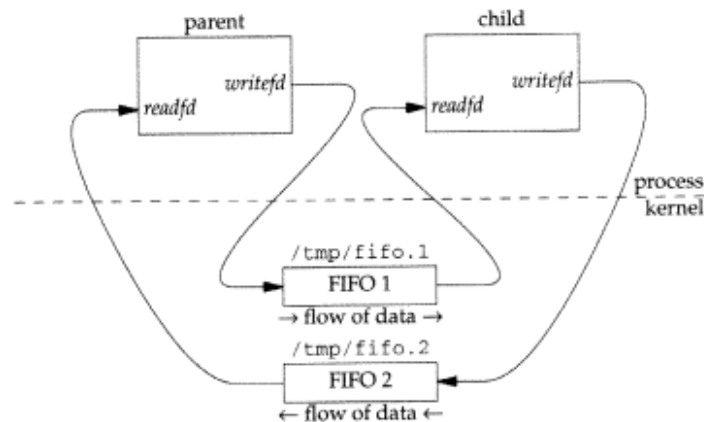 parent
child
writefd
writefd
readfd
readfd
process
kernel
/tmp/fifo.1
FIFO 1
→ flow of data →
/tmp/fifo.2
FIFO 2
← flow of data ←